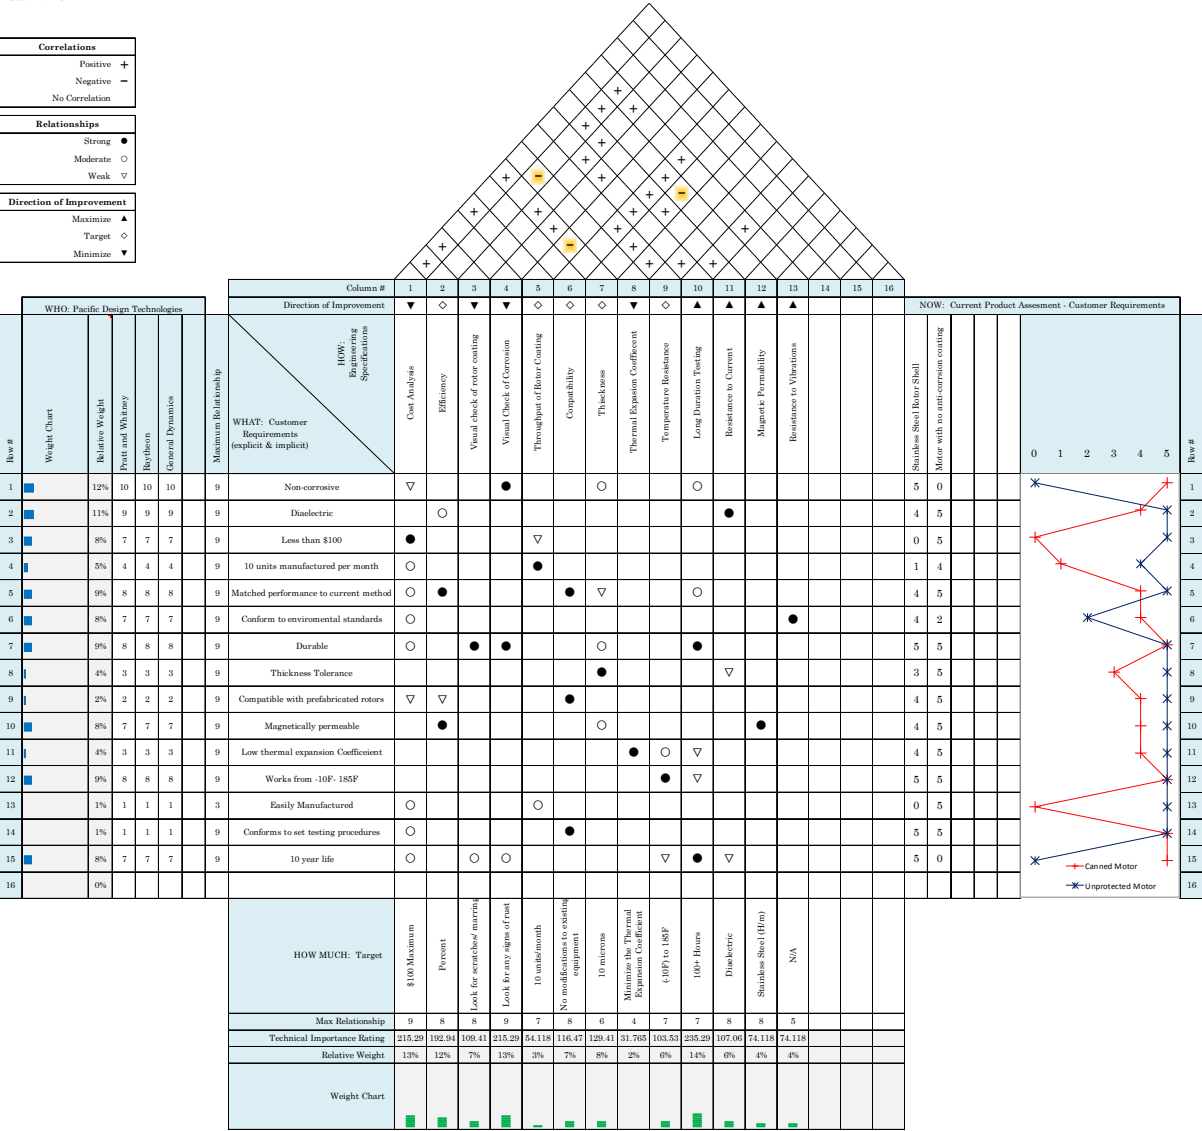 Correlations
Positive +
Negative −
No Correlation
Relationships
Strong ●
Moderate ○
Weak ▽
Direction of Improvement
Maximize ▲
Target ◇
Minimize ▼
Column # 1 2 3 4 5 6 7 8 9 10 11 12 13 14 15 16
WHO: Pacific Design Technologies
Direction of Improvement ▼ ◇ ▼ ▼ ◇ ◇ ◇ ▼ ◇ ▲ ▲ ▲ ▲
NOW: Current Product Assesment - Customer Requirements
Row #
Weight Chart
Relative Weight
Pratt and Whitney
Raytheon
General Dynamics
Maximum Relationship
HOW: Engineering Specifications
WHAT: Customer
Requirements
(explicit & implicit)
Cost Analysis
Efficiency
Visual check of rotor coating
Visual Check of Corrosion
Throughput of Rotor Coating
Conpatibility
Thisckness
Thermal Expasion Coeffiecent
Temperature Resistance
Long Duration Testing
Resistance to Current
Magnetic Permability
Resistance to Vibrations
Stainless Steel Rotor Shell
Motor with no anti-corrsion coating
0 1 2 3 4 5
Row #
1 12% 10 10 10 9 Non-corrosive ▽ ● ○ ○ 5 0 1
2 11% 9 9 9 9 Diaelectric ○ ● 4 5 2
3 8% 7 7 7 9 Less than $100 ● ▽ 0 5 3
4 5% 4 4 4 9 10 units manufactured per month ○ ● 1 4 4
5 9% 8 8 8 9 Matched performance to current method ○ ● ● ▽ ○ 4 5 5
6 8% 7 7 7 9 Conform to enviromental standards ○ ● 4 2 6
7 9% 8 8 8 9 Durable ○ ● ● ○ ● 5 5 7
8 4% 3 3 3 9 Thickness Tolerance ● ▽ 3 5 8
9 2% 2 2 2 9 Compatible with prefabricated rotors ▽ ▽ ● 4 5 9
10 8% 7 7 7 9 Magnetically permeable ● ○ ● 4 5 10
11 4% 3 3 3 9 Low thermal expansion Coefficeient ● ○ ▽ 4 5 11
12 9% 8 8 8 9 Works from -10F- 185F ● ▽ 5 5 12
13 1% 1 1 1 3 Easily Manufactured ○ ○ 0 5 13
14 1% 1 1 1 9 Conforms to set testing procedures ○ ● 5 5 14
15 8% 7 7 7 9 10 year life ○ ○ ○ ▽ ● ▽ 5 0 15
Canned Motor
16 0% 16
Unprotected Motor
HOW MUCH: Target
$100 Maximum
Percent
Look for scratches/ marring
Look for any signs of rust
10 units/month
No modifications to existing
equipment
10 microns
Minimize the Thermal
Expansion Coefficient
(-10F) to 185F
100+ Hours
Diaelectric
Stainless Steel (H/m)
N/A
Max Relationship 9 8 8 9 7 8 6 4 7 7 8 8 5
Technical Importance Rating 215.29 192.94 109.41 215.29 54.118 116.47 129.41 31.765 103.53 235.29 107.06 74.118 74.118
Relative Weight 13% 12% 7% 13% 3% 7% 8% 2% 6% 14% 6% 4% 4%
Weight Chart